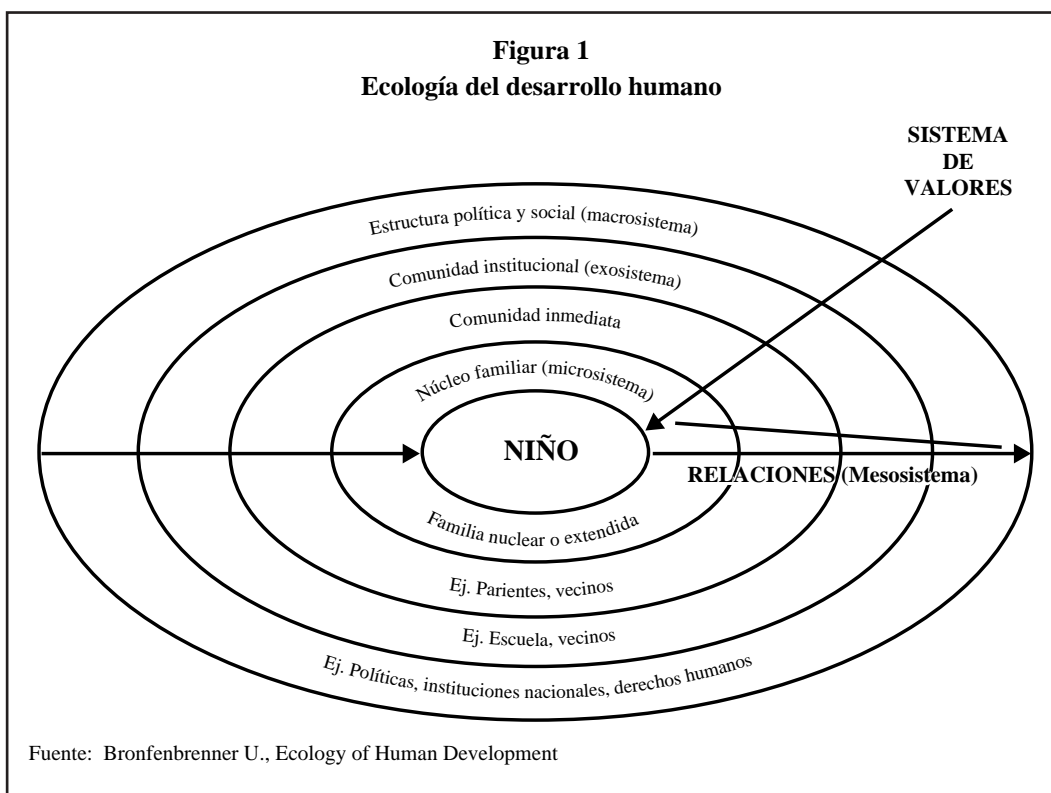 Figura 1
Ecología del desarrollo humano
SISTEMA
DE
VALORES
Estructura política y social (macrosistema)
Comunidad institucional (exosistema)
Comunidad inmediata
Núcleo familiar (microsistema)
NIÑO
RELACIONES (Mesosistema)
Familia nuclear o extendida
Ej. Parientes, vecinos
Ej. Escuela, vecinos
Ej. Políticas, instituciones nacionales, derechos humanos
Fuente: Bronfenbrenner U., Ecology of Human Development